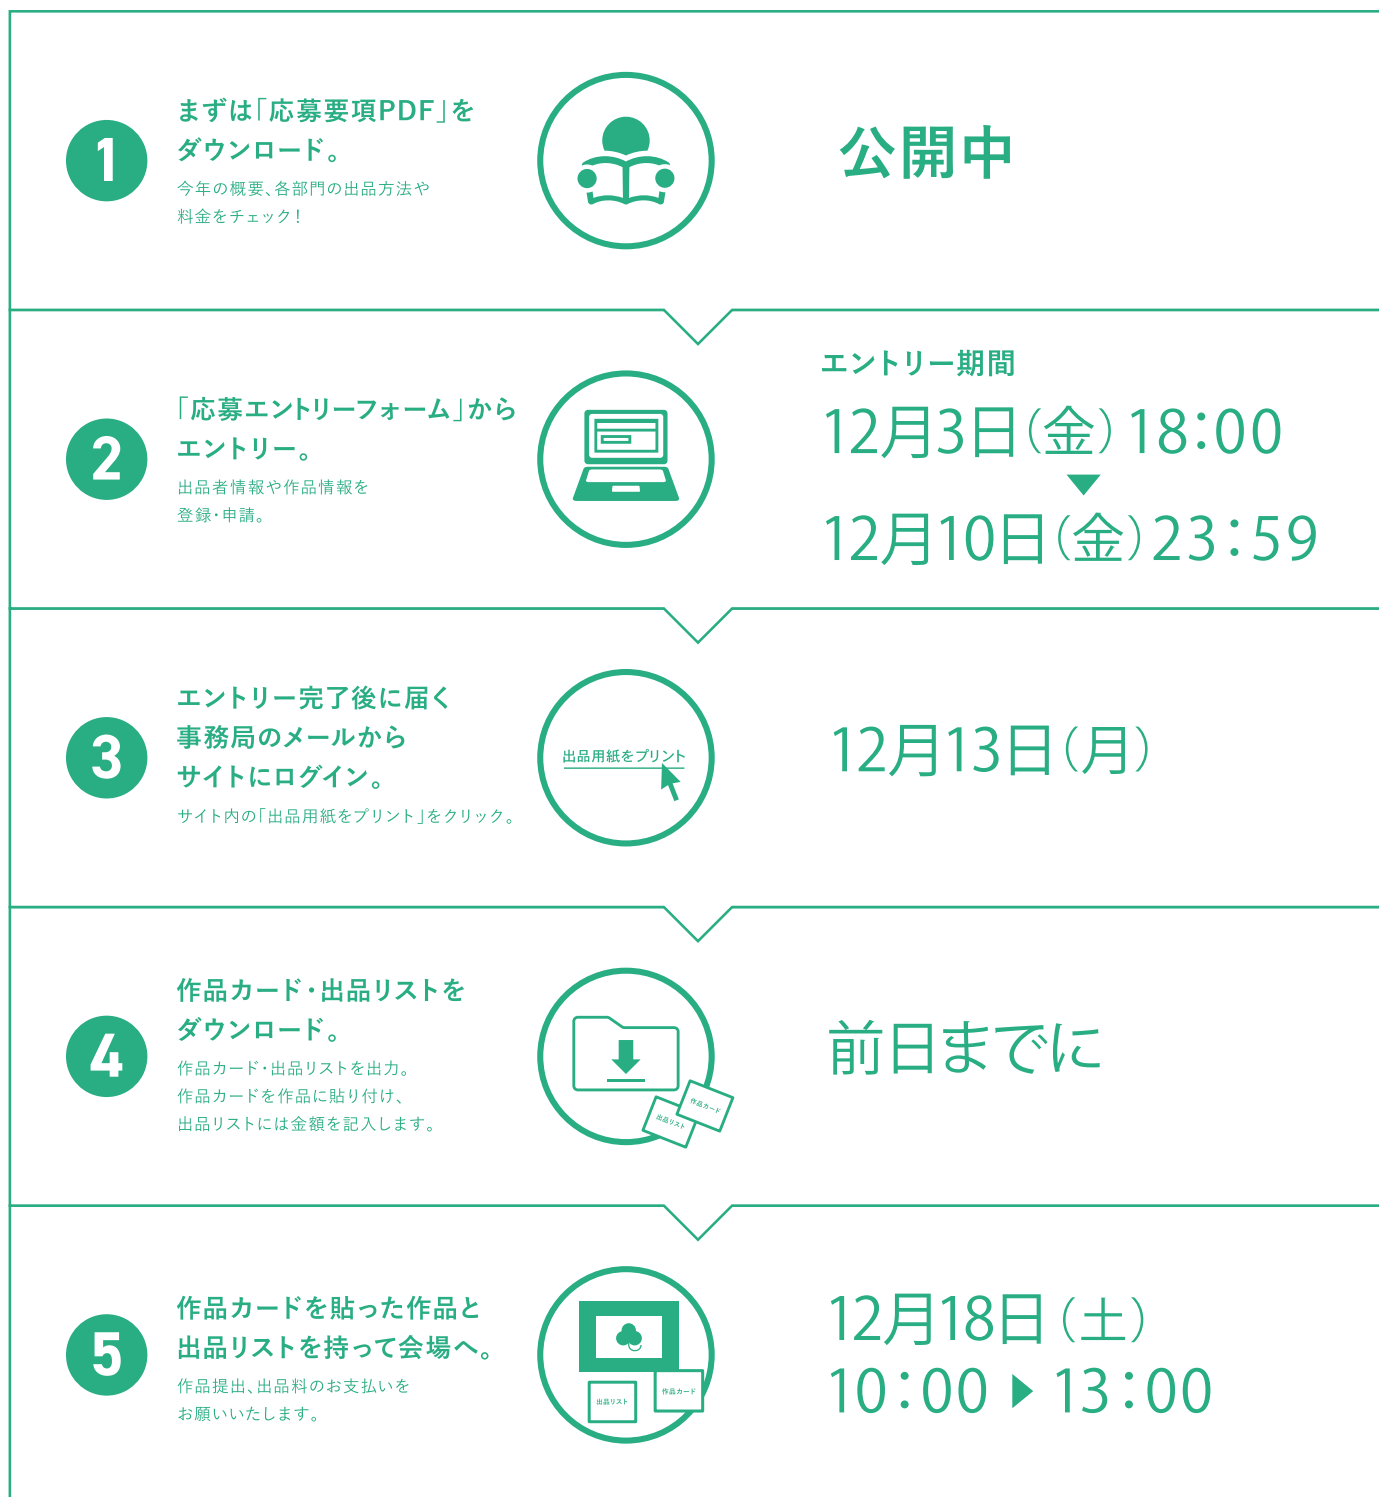 1
まずは「応募要項PDF」を
ダウンロード。
今年の概要、各部門の出品方法や
料金をチェック！
公開中
2
「応募エントリーフォーム」から
エントリー。
出品者情報や作品情報を
登録・申請。
エントリー期間
12月3日（金）18：00
▼
12月10日（金）23：59
3
エントリー完了後に届く
事務局のメールから
サイトにログイン。
サイト内の「出品用紙をプリント」をクリック。
出品用紙をプリント
12月13日（月）
4
作品カード・出品リストを
ダウンロード。
作品カード・出品リストを出力。
作品カードを作品に貼り付け、
出品リストには金額を記入します。
作品カード
出品リスト
前日までに
5
作品カードを貼った作品と
出品リストを持って会場へ。
作品提出、出品料のお支払いを
お願いいたします。
作品カード
出品リスト
12月18日（土）
10：00 ▶ 13：00